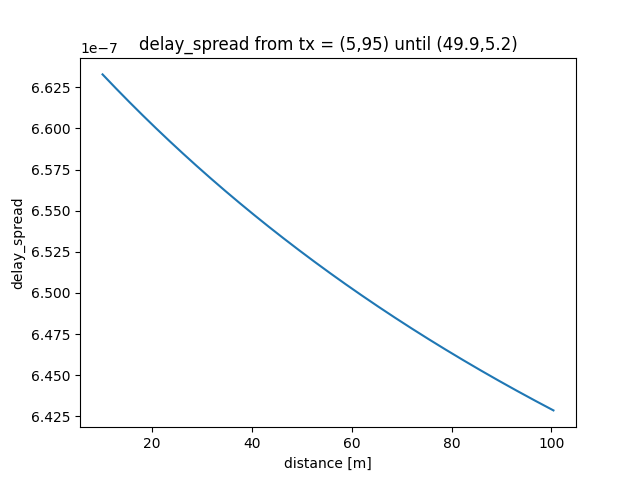 delay_spread from tx = (5,95) until (49.9,5.2)
1e−7
6.625
6.600
6.575
6.550
6.525
6.500
6.475
6.450
6.425
delay_spread
20 40 60 80 100
distance [m]